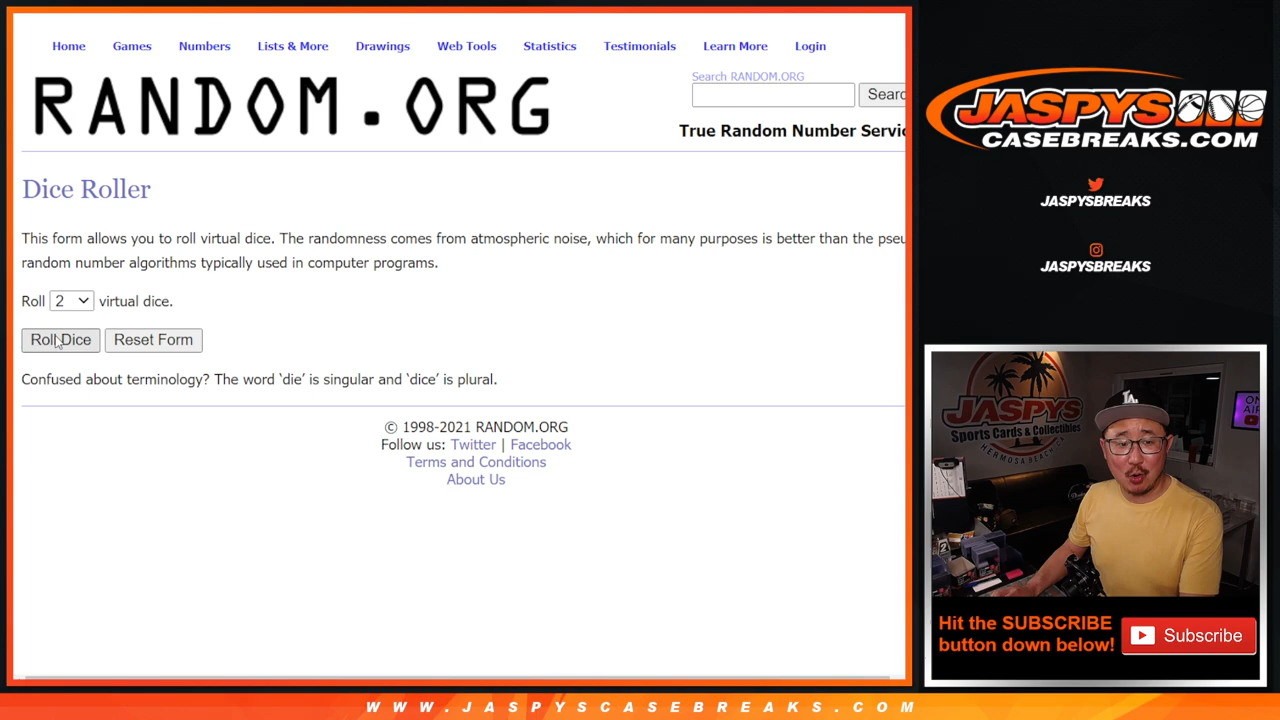 Home Games Numbers Lists & More Drawings Web Tools Statistics Testimonials Learn More Login
RANDOM.ORG
Search RANDOM.ORG
Searc
True Random Number Servic
Dice Roller
This form allows you to roll virtual dice. The randomness comes from atmospheric noise, which for many purposes is better than the pseu
random number algorithms typically used in computer programs.
Roll 2 virtual dice.
Roll Dice Reset Form
Confused about terminology? The word ‘die’ is singular and ‘dice’ is plural.
© 1998-2021 RANDOM.ORG
Follow us: Twitter | Facebook
Terms and Conditions
About Us
JASPYS
CASEBREAKS.COM
JASPYSBREAKS
JASPYSBREAKS
JASPYS
Sports Cards & Collectibles
HERMOSA BEACH
ON
AIR
LA
Hit the SUBSCRIBE
button down below!
Subscribe
WWW.JASPYSCASEBREAKS.COM